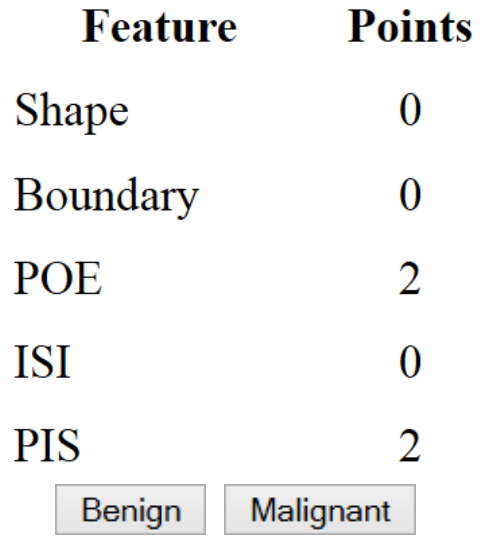 Feature Points
Shape 0
Boundary 0
POE 2
ISI 0
PIS 2
Benign Malignant